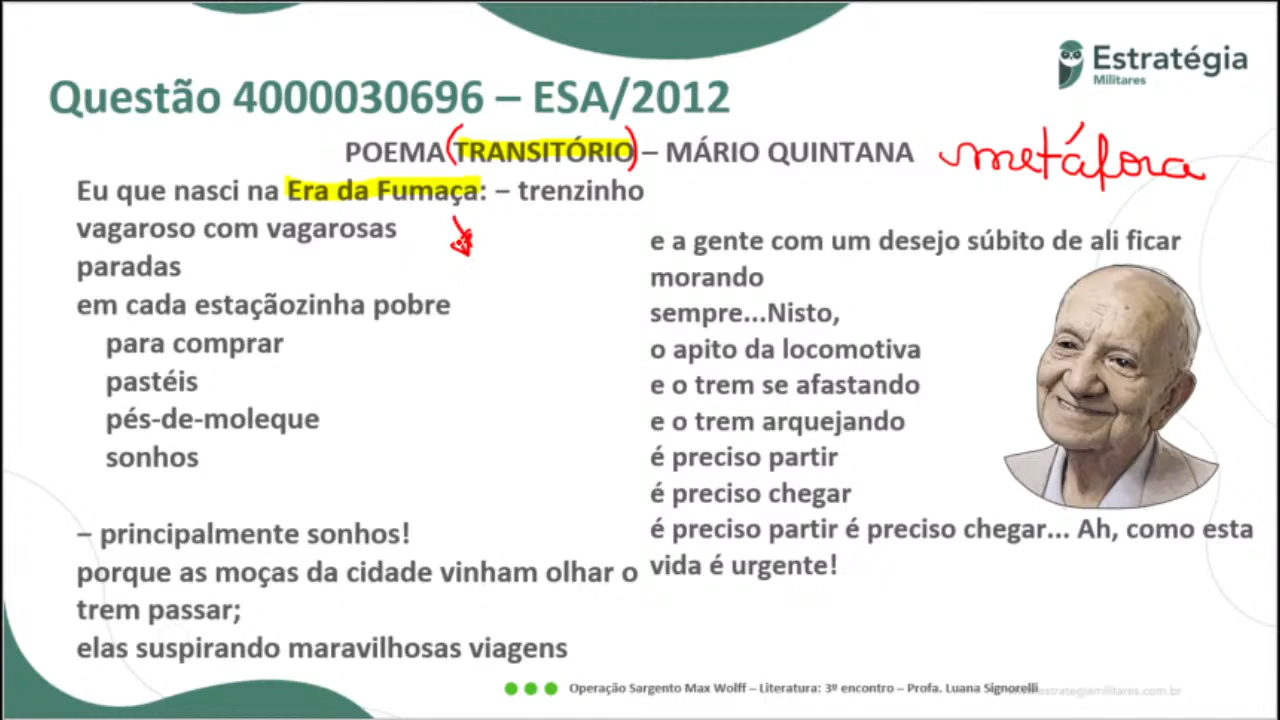 Estratégia
Militares
Questão 4000030696 – ESA/2012
POEMA (TRANSITÓRIO) – MÁRIO QUINTANA
metáfora
Eu que nasci na Era da Fumaça: – trenzinho
vagaroso com vagarosas
paradas
em cada estaçãozinha pobre
para comprar
pastéis
pés-de-moleque
sonhos
– principalmente sonhos!
porque as moças da cidade vinham olhar o
trem passar;
elas suspirando maravilhosas viagens
e a gente com um desejo súbito de ali ficar
morando
sempre...Nisto,
o apito da locomotiva
e o trem se afastando
e o trem arquejando
é preciso partir
é preciso chegar
é preciso partir é preciso chegar... Ah, como esta
vida é urgente!
Operação Sargento Max Wolff – Literatura: 3º encontro – Profa. Luana Signorelli
estrategiamilitares.com.br